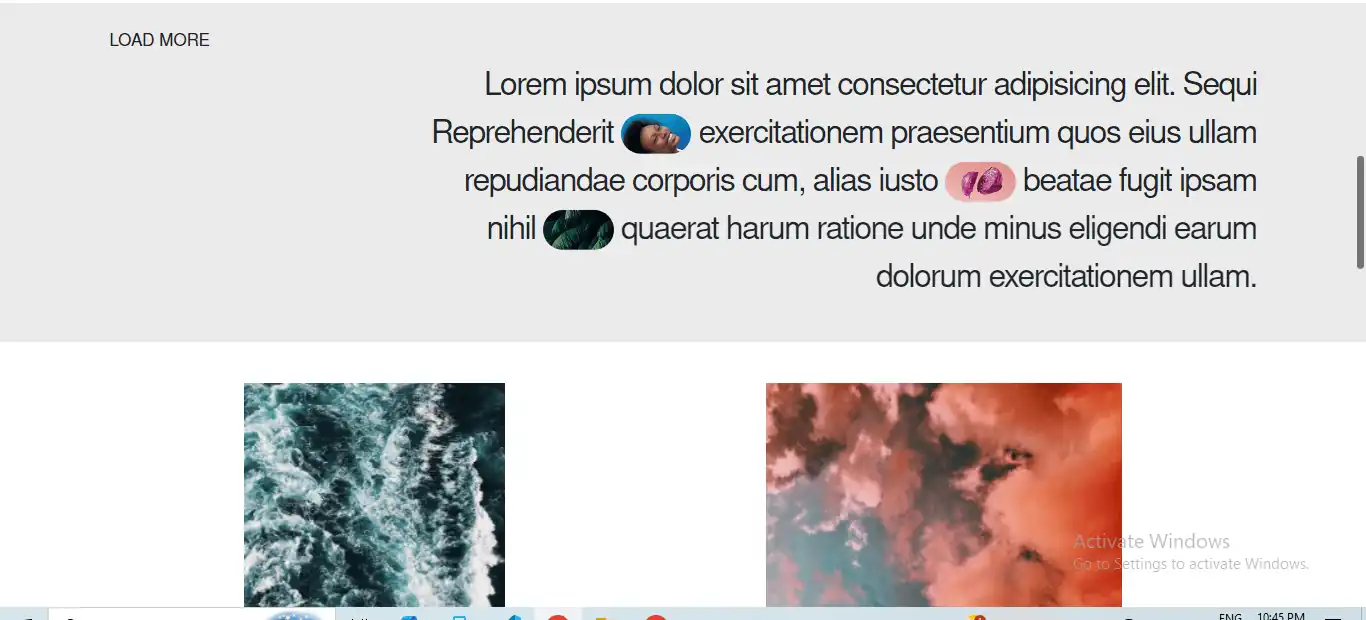 LOAD MORE
Lorem ipsum dolor sit amet consectetur adipisicing elit. Sequi
Reprehenderit exercitationem praesentium quos eius ullam
repudiandae corporis cum, alias iusto beatae fugit ipsam
nihil quaerat harum ratione unde minus eligendi earum
dolorum exercitationem ullam.
Activate Windows
Go to Settings to activate Windows.
ENG 10:45 PM